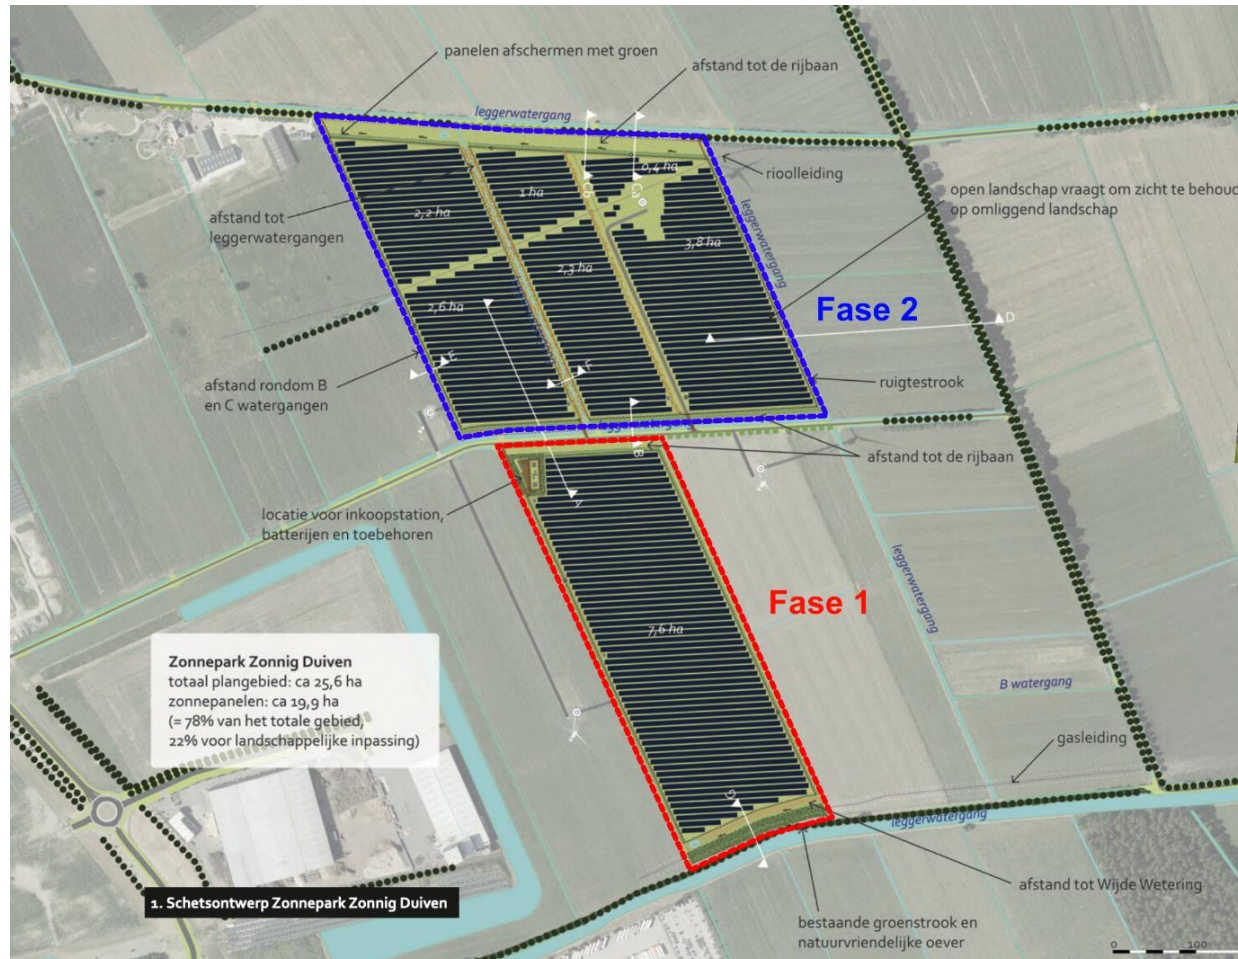 panelen afschermen met groen
afstand tot de rijbaan
leggerwatergang
0,4 ha
rioolleiding
1 ha
Cb
Ca
open landschap vraagt om zicht te behoud
op omliggend landschap
2,2 ha
afstand tot
leggerwatergangen
leggerwatergang
3,8 ha
2,3 ha
2,6 ha
Fase 2
D
E
F
afstand rondom B
en C watergangen
ruigtestrook
B
afstand tot de rijbaan
A
locatie voor inkoopstation,
batterijen en toebehoren
leggerwatergang
Fase 1
7,6 ha
Zonnepark Zonnig Duiven
totaal plangebied: ca 25,6 ha
zonnepanelen: ca 19,9 ha
(= 78% van het totale gebied,
22% voor landschappelijke inpassing)
B watergang
gasleiding
leggerwatergang
afstand tot Wijde Wetering
1. Schetsontwerp Zonnepark Zonnig Duiven
bestaande groenstrook en
natuurvriendelijke oever
0
100